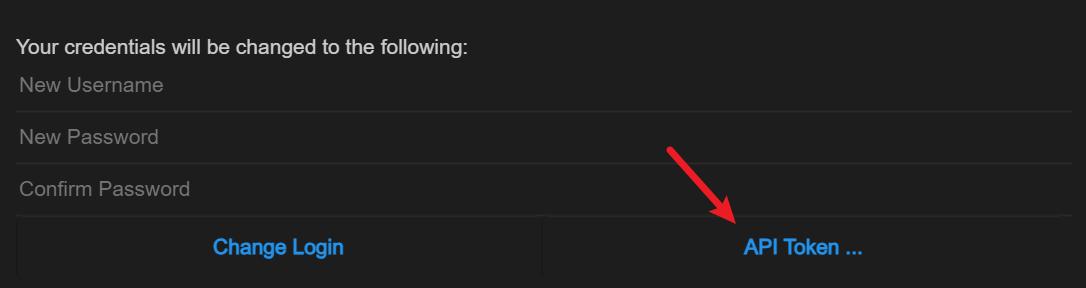 Your credentials will be changed to the following:
New Username
New Password
Confirm Password
Change Login
API Token ...